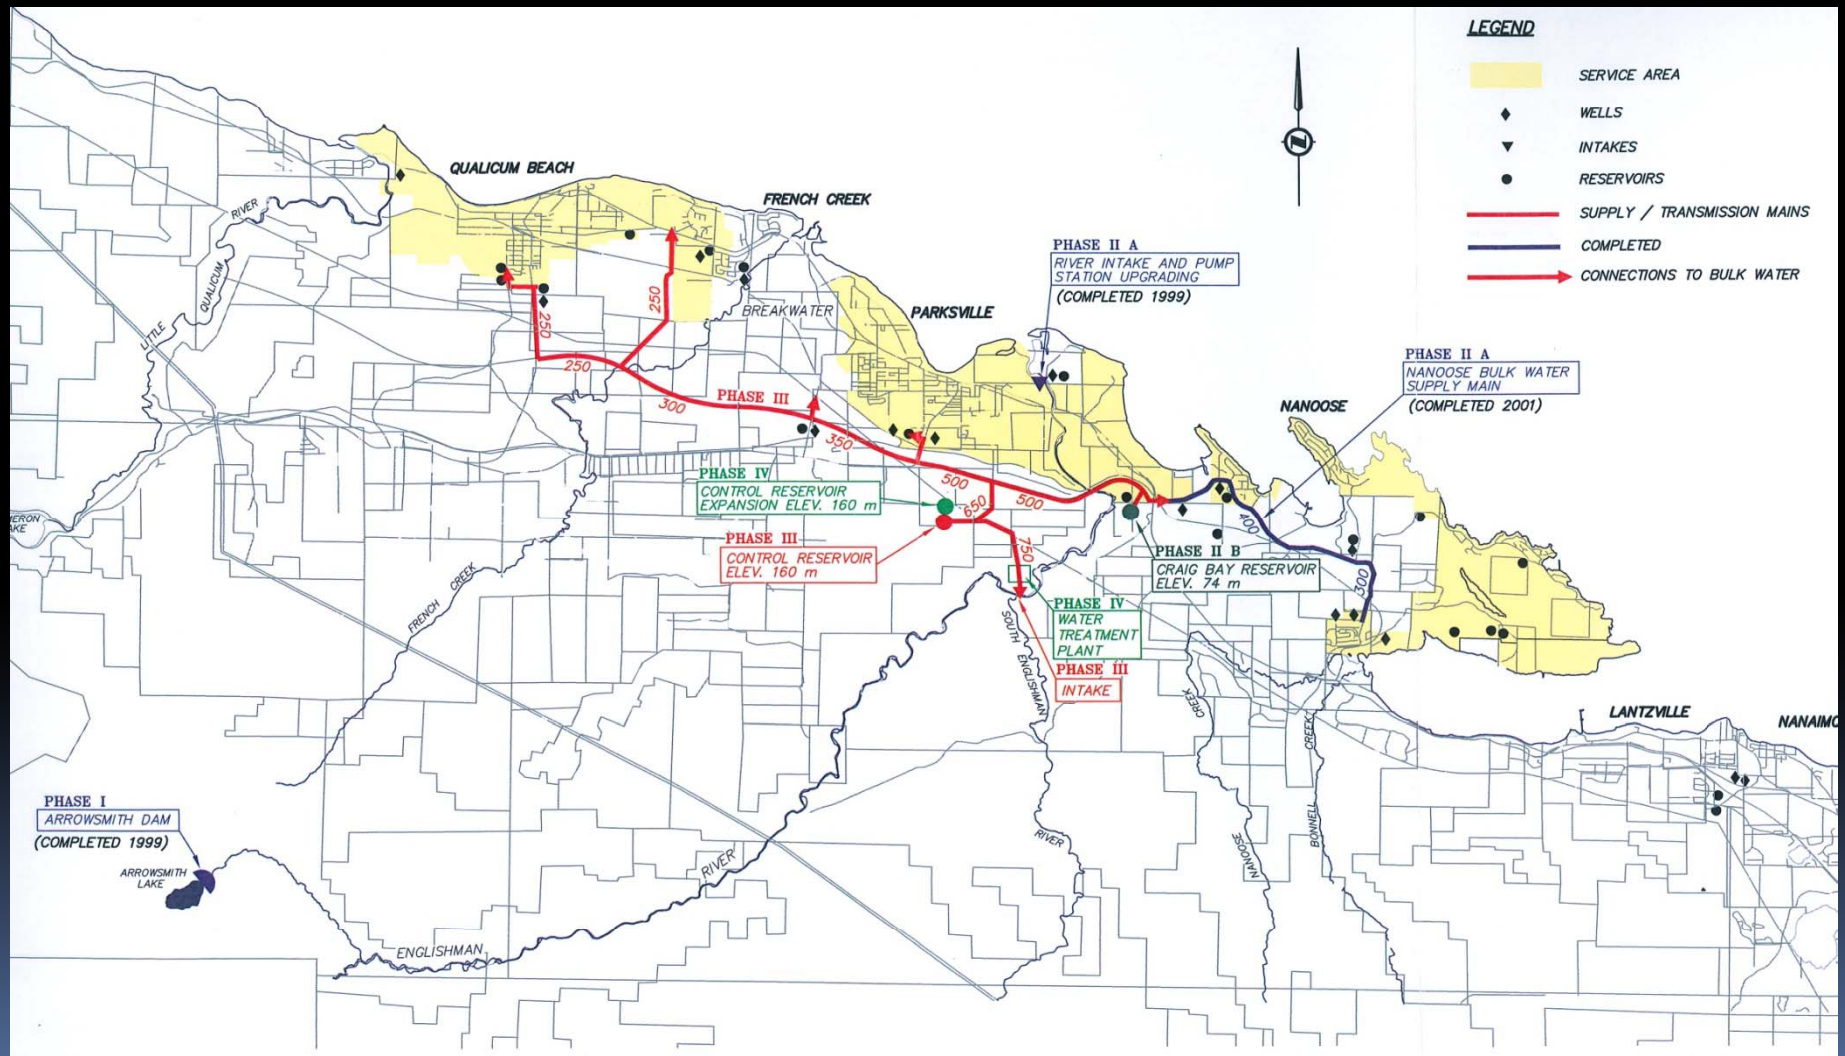 LEGEND
SERVICE AREA
WELLS
INTAKES
RESERVOIRS
SUPPLY / TRANSMISSION MAINS
COMPLETED
CONNECTIONS TO BULK WATER
QUALICUM BEACH
FRENCH CREEK
PHASE II A
RIVER INTAKE AND PUMP
STATION UPGRADING
(COMPLETED 1999)
RIVER
QUALICUM
LITTLE
BREAKWATER
PARKSVILLE
250
250
250
300
PHASE III
350
500
500
650
750
PHASE II A
NANOOSE BULK WATER
SUPPLY MAIN
(COMPLETED 2001)
NANOOSE
400
300
PHASE IV
CONTROL RESERVOIR
EXPANSION ELEV. 160 m
PHASE III
CONTROL RESERVOIR
ELEV. 160 m
PHASE II B
CRAIG BAY RESERVOIR
ELEV. 74 m
PHASE IV
WATER
TREATMENT
PLANT
PHASE III
INTAKE
FRENCH CREEK
SOUTH ENGLISHMAN
RIVER
CREEK
NANOOSE
CREEK
BONNELL
LANTZVILLE
PHASE I
ARROWSMITH DAM
(COMPLETED 1999)
ARROWSMITH
LAKE
RIVER
ENGLISHMAN